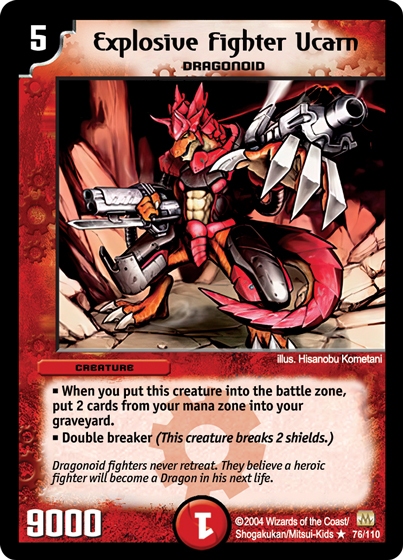 5 Explosive Fighter Ucarn
DRAGONOID
illus. Hisanobu Kometani
CREATURE
▪ When you put this creature into the battle zone,
put 2 cards from your mana zone into your
graveyard.
▪ Double breaker (This creature breaks 2 shields.)
Dragonoid fighters never retreat. They believe a heroic
fighter will become a Dragon in his next life.
9000
1
©2004 Wizards of the Coast/
Shogakukan/Mitsui-Kids ★ 76/110